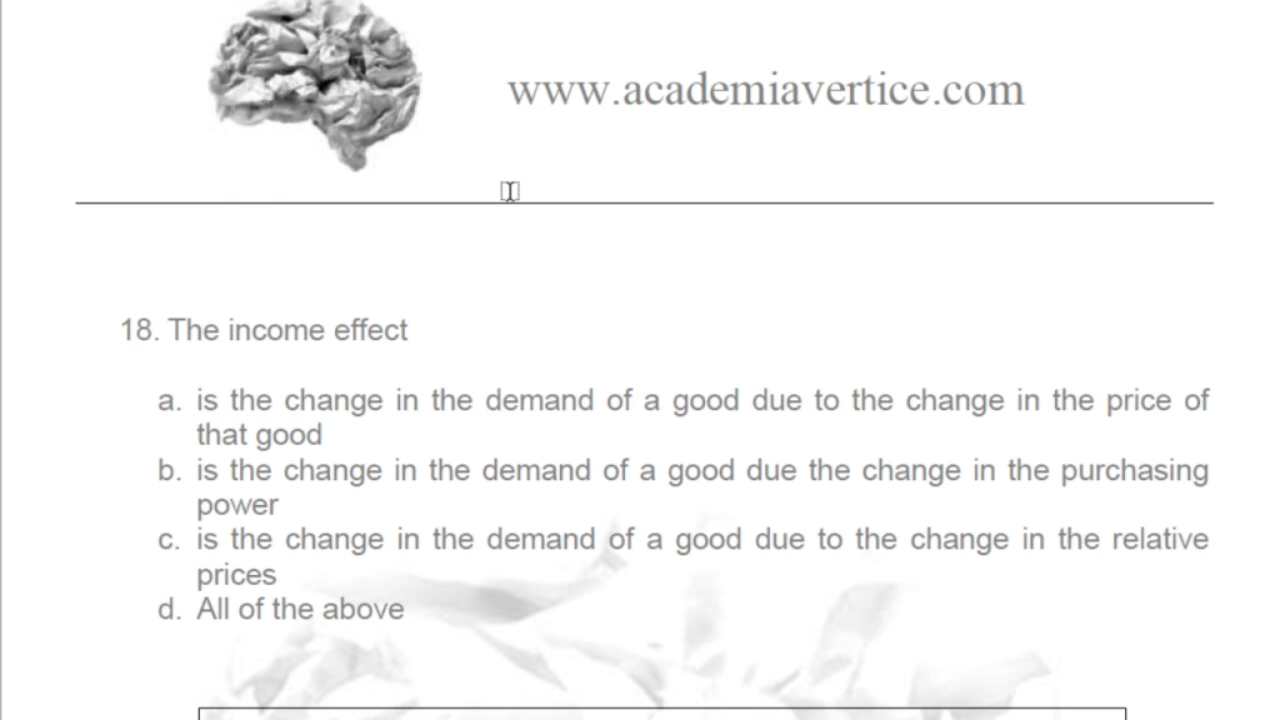 www.academiavertice.com
18. The income effect
a. is the change in the demand of a good due to the change in the price of
that good
b. is the change in the demand of a good due the change in the purchasing
power
c. is the change in the demand of a good due to the change in the relative
prices
d. All of the above